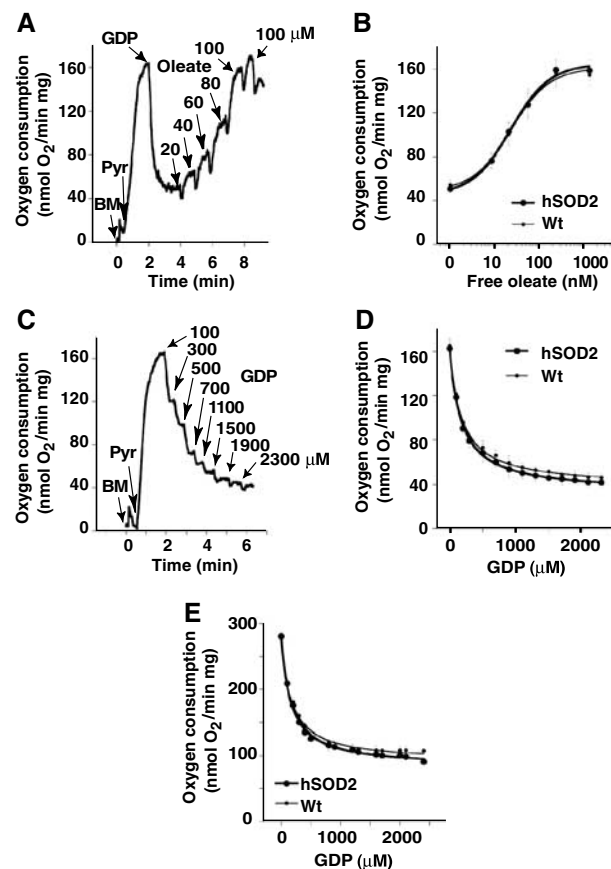 A
Oxygen consumption
(nmol O2/min mg)
160
120
80
40
0
GDP
Oleate
100
100 μM
80
60
40
20
Pyr
BM
0 2 4 6 8
Time (min)
B
Oxygen consumption
(nmol O2/min mg)
160
120
80
40
0
hSOD2
Wt
0 10 100 1000
Free oleate (nM)
C
Oxygen consumption
(nmol O2/min mg)
160
120
80
40
0
100
300
GDP
500
700
1100
1500
1900
2300 μM
Pyr
BM
0 2 4 6
Time (min)
D
Oxygen consumption
(nmol O2/min mg)
160
120
80
40
0
hSOD2
Wt
0 1000 2000
GDP (μM)
E
Oxygen consumption
(nmol O2/min mg)
300
200
100
0
hSOD2
Wt
0 1000 2000
GDP (μM)